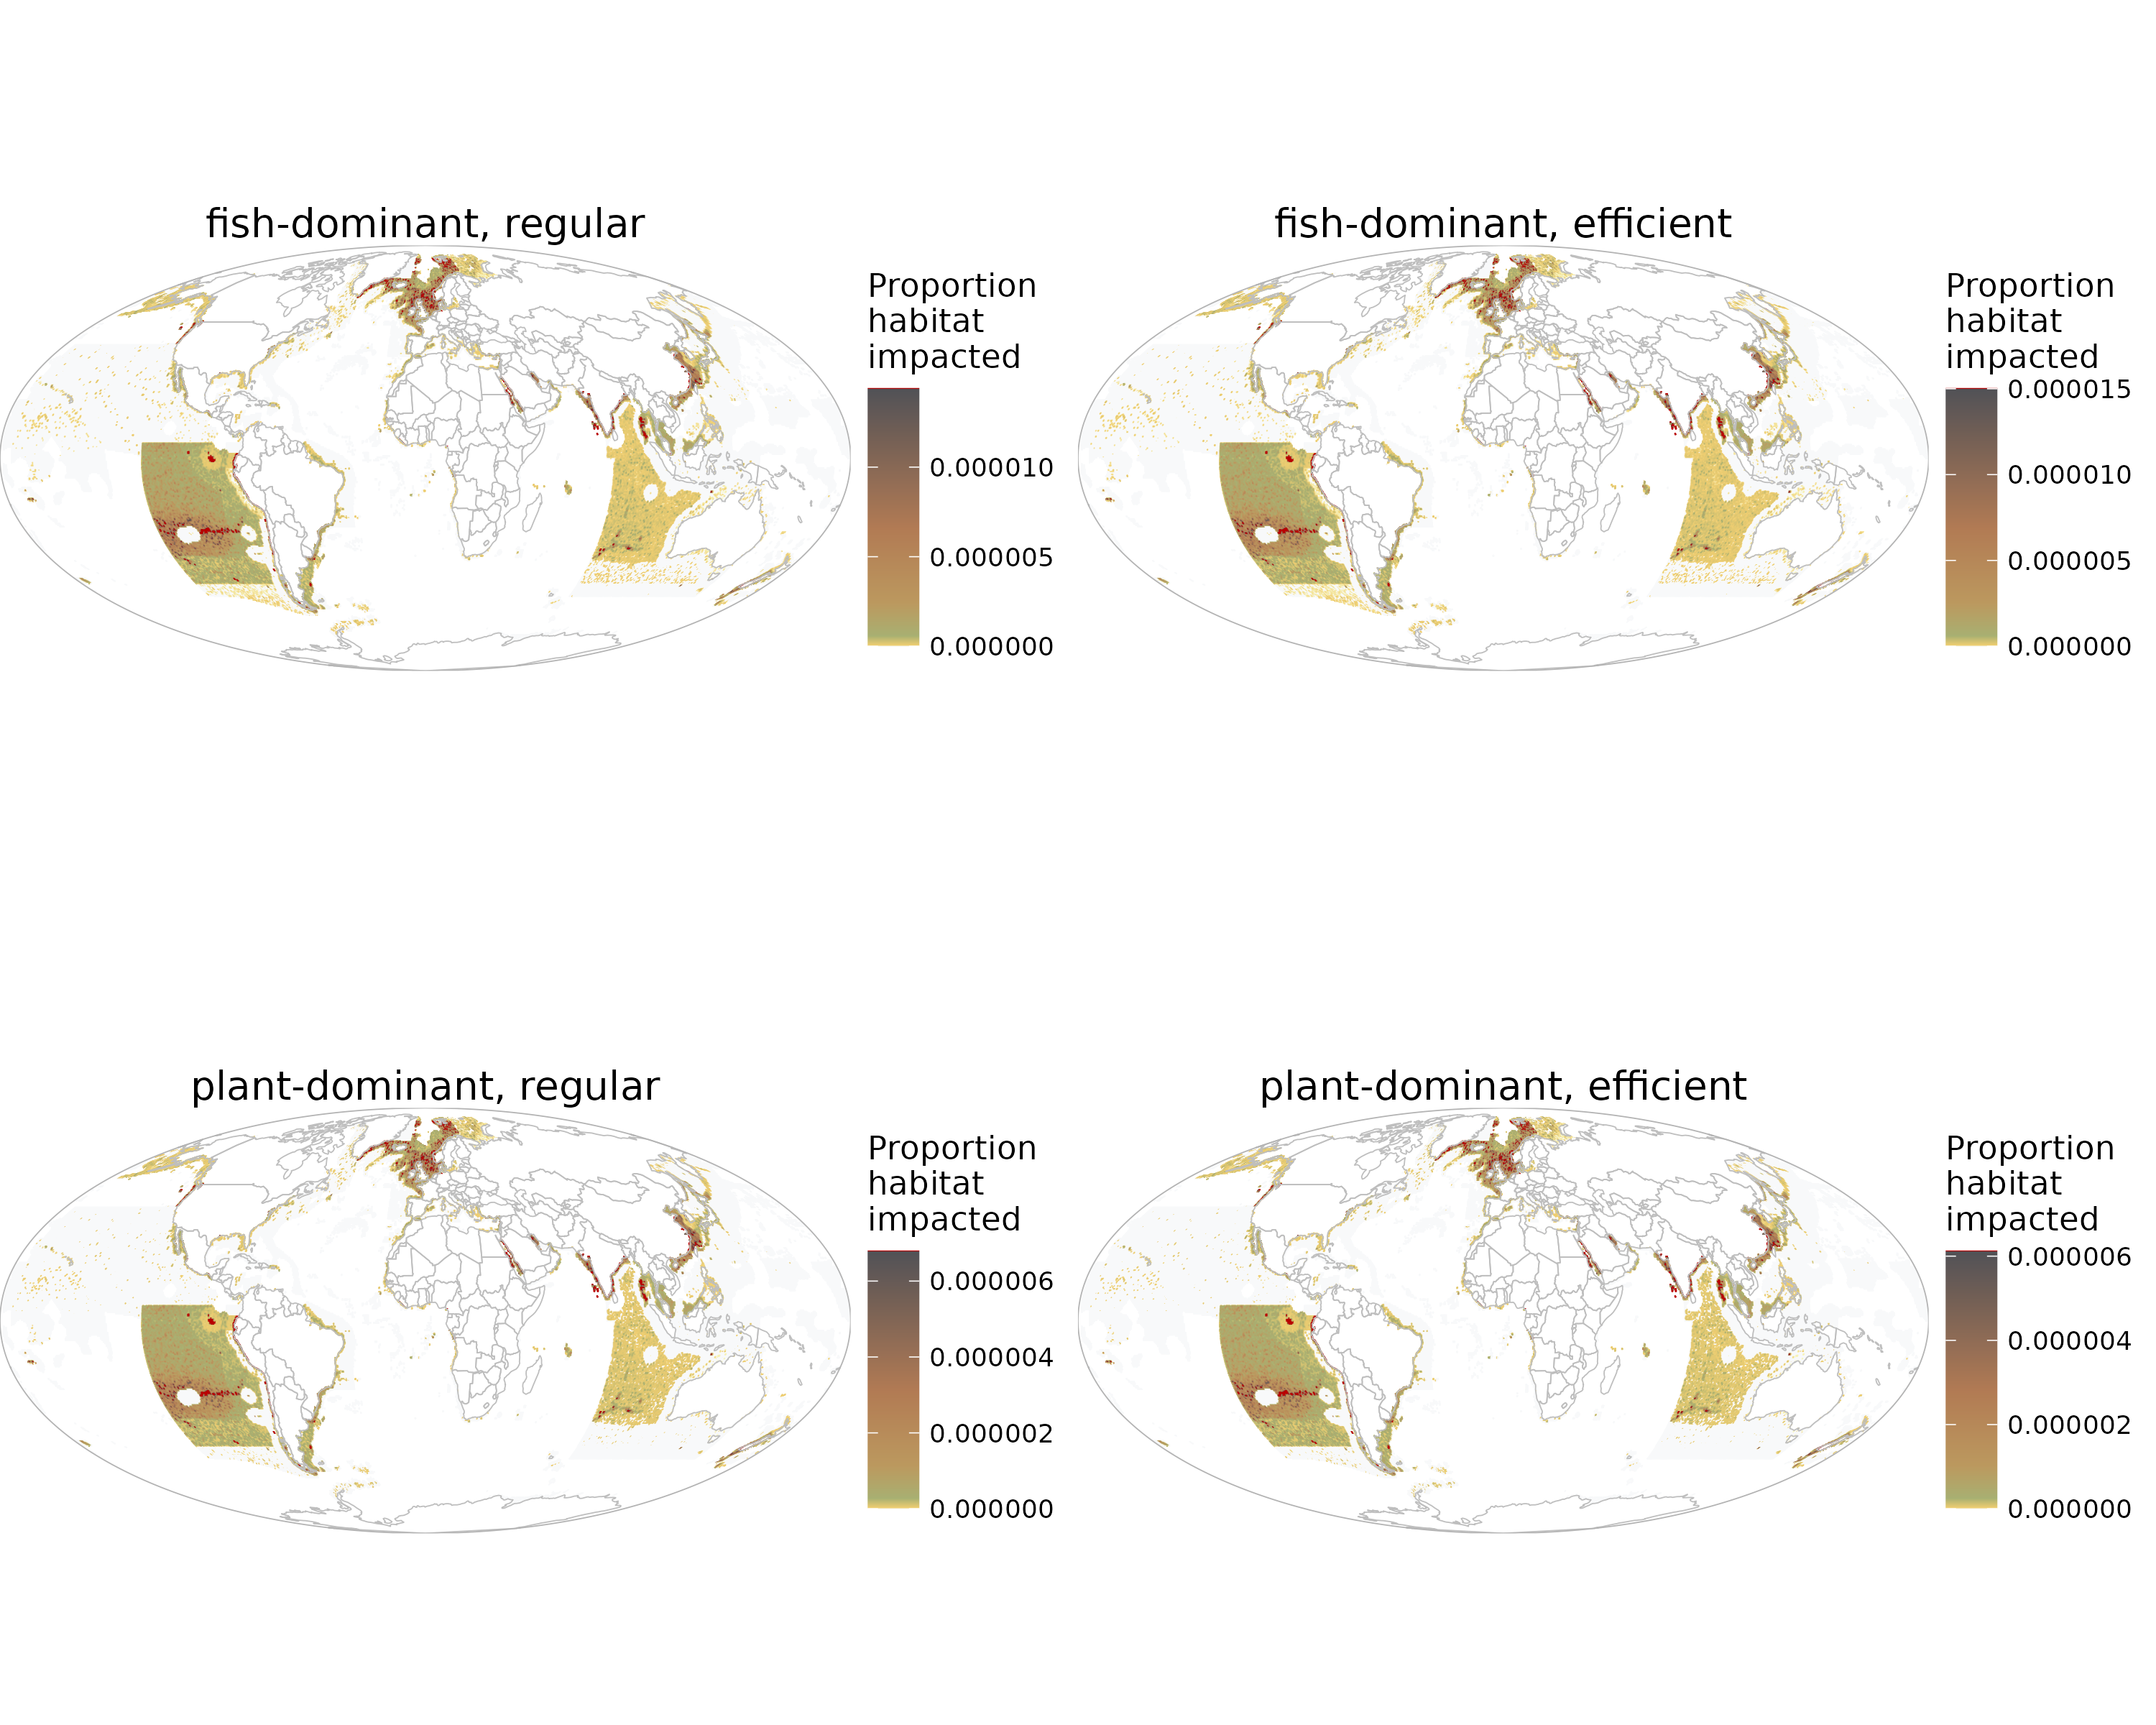 fish-dominant, regular
Proportion
habitat
impacted
0.000010
0.000005
0.000000
fish-dominant, efficient
Proportion
habitat
impacted
0.000015
0.000010
0.000005
0.000000
plant-dominant, regular
Proportion
habitat
impacted
0.000006
0.000004
0.000002
0.000000
plant-dominant, efficient
Proportion
habitat
impacted
0.000006
0.000004
0.000002
0.000000